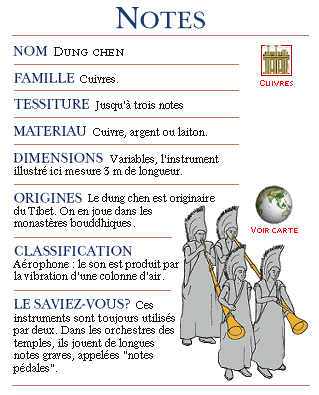 NOTES
NOM DUNG CHEN
CUIVRES
FAMILLE Cuivres.
TESSITURE Jusqu'à trois notes
MATERIAU Cuivre, argent ou laiton.
DIMENSIONS Variables, l'instrument
illustré ici mesure 3 m de longueur.
ORIGINES Le dung chen est originaire
du Tibet. On en joue dans les
monastères bouddhiques.
VOIR CARTE
CLASSIFICATION
Aérophone : le son est produit par
la vibration d'une colonne d'air.
LE SAVIEZ-VOUS? Ces
instruments sont toujours utilisés
par deux. Dans les orchestres des
temples, ils jouent de longues
notes graves, appelées "notes
pédales".